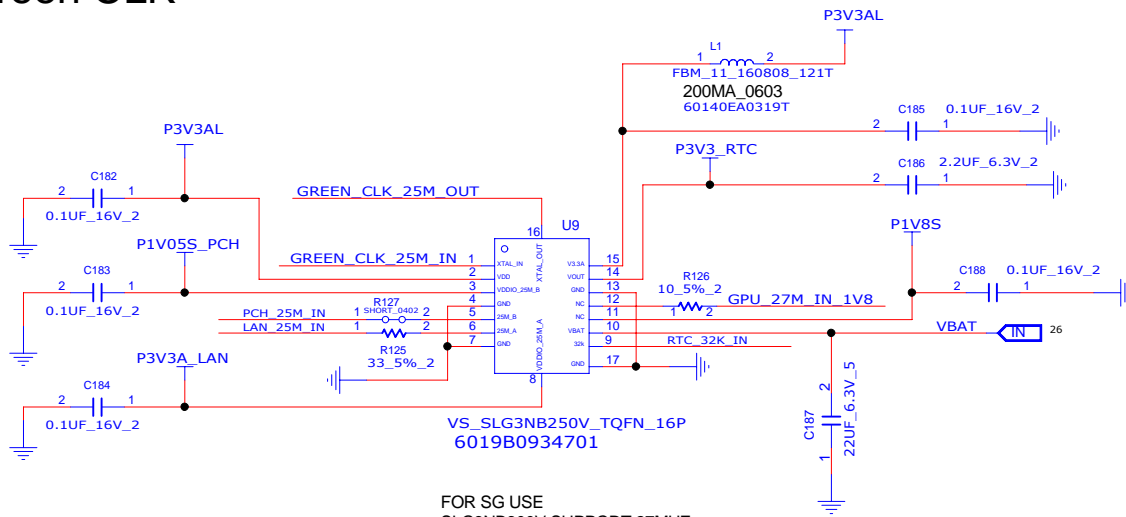 CLK
P3V3AL
L1
1 2
FBM_11_160808_121T
200MA_0603
60140EA0319T
C185 0.1UF_16V_2
2 1
P3V3AL
P3V3_RTC
C186 2.2UF_6.3V_2
2 1
C182
2 1
0.1UF_16V_2
GREEN_CLK_25M_OUT
P1V8S
16 U9
P1V05S_PCH
GREEN_CLK_25M_IN 1
XTAL_IN
XTAL_OUT
V3.3A
15
2
VDD
VOUT
14
C183
2 1
0.1UF_16V_2
3
VDDIO_25M_B
GND
13
R126
10_5%_2
1 2
GPU_27M_IN_1V8
C188 0.1UF_16V_2
2 1
4
GND
NC
12
R127
SHORT_0402
PCH_25M_IN 1 2 5
25M_B
NC
11
LAN_25M_IN 1 2 6
25M_A
VBAT
10
VBAT
IN 26
R125
33_5%_2
7
GND
VDDIO_25M_A
32k
9
RTC_32K_IN
P3V3A_LAN
GND
17
8
C184
2 1
0.1UF_16V_2
2
C187
22UF_6.3V_5
1
VS_SLG3NB250V_TQFN_16P
6019B0934701
FOR SG USE